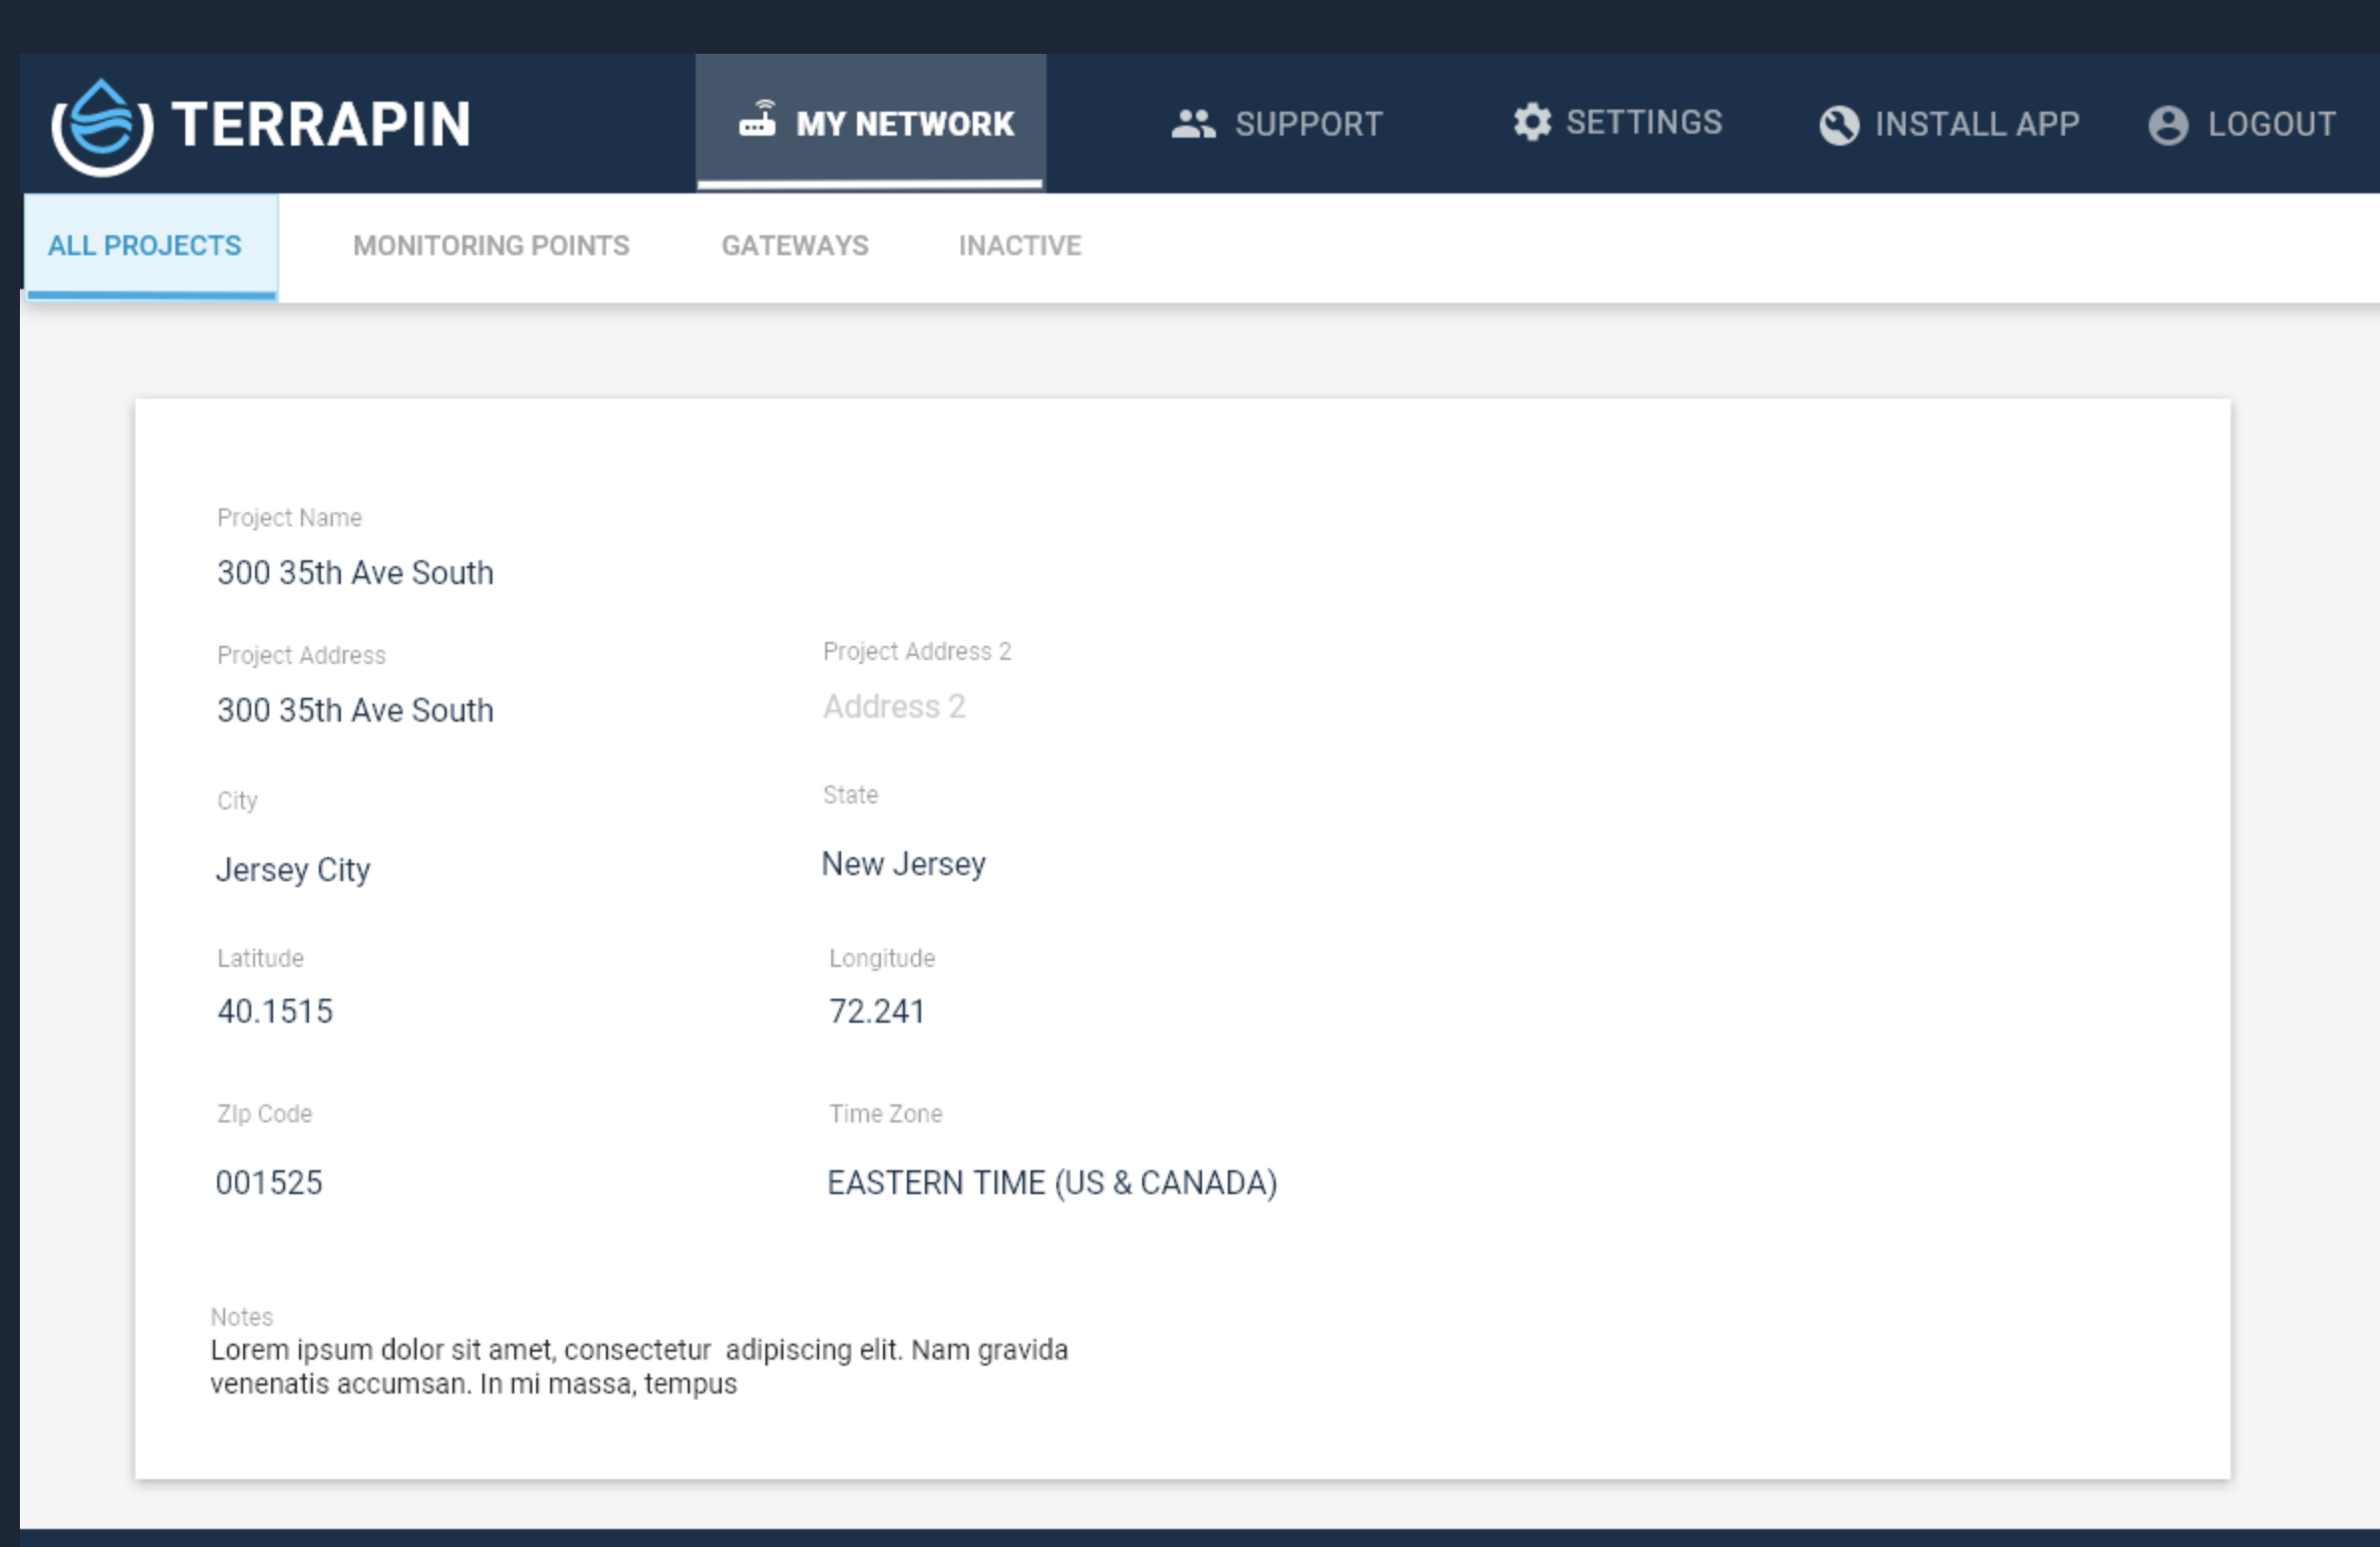 TERRAPIN
MY NETWORK
SUPPORT
SETTINGS
INSTALL APP
LOGOUT
ALL PROJECTS
MONITORING POINTS
GATEWAYS
INACTIVE
Project Name
300 35th Ave South
Project Address
300 35th Ave South
Project Address 2
Address 2
City
Jersey City
State
New Jersey
Latitude
40.1515
Longitude
72.241
ZIp Code
001525
Time Zone
EASTERN TIME (US & CANADA)
Notes
Lorem ipsum dolor sit amet, consectetur  adipiscing elit. Nam gravida
venenatis accumsan. In mi massa, tempus